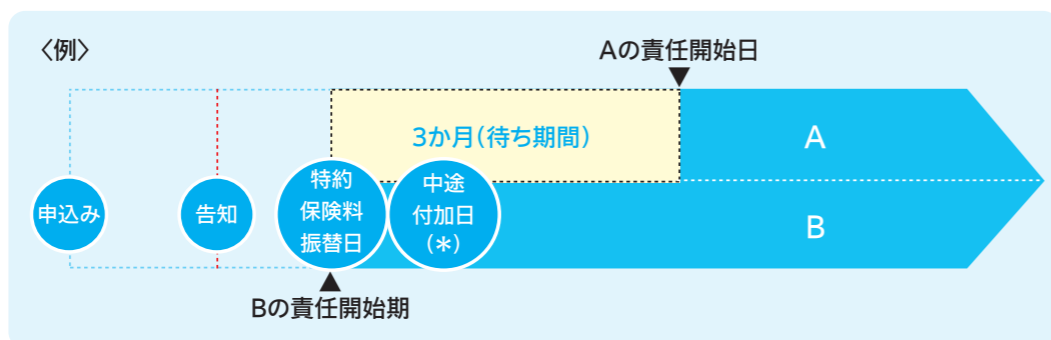 〈例〉
Aの責任開始日
3か月(待ち期間)
A
申込み
告知
特約
保険料
振替日
中途
付加日
(*)
B
Bの責任開始期